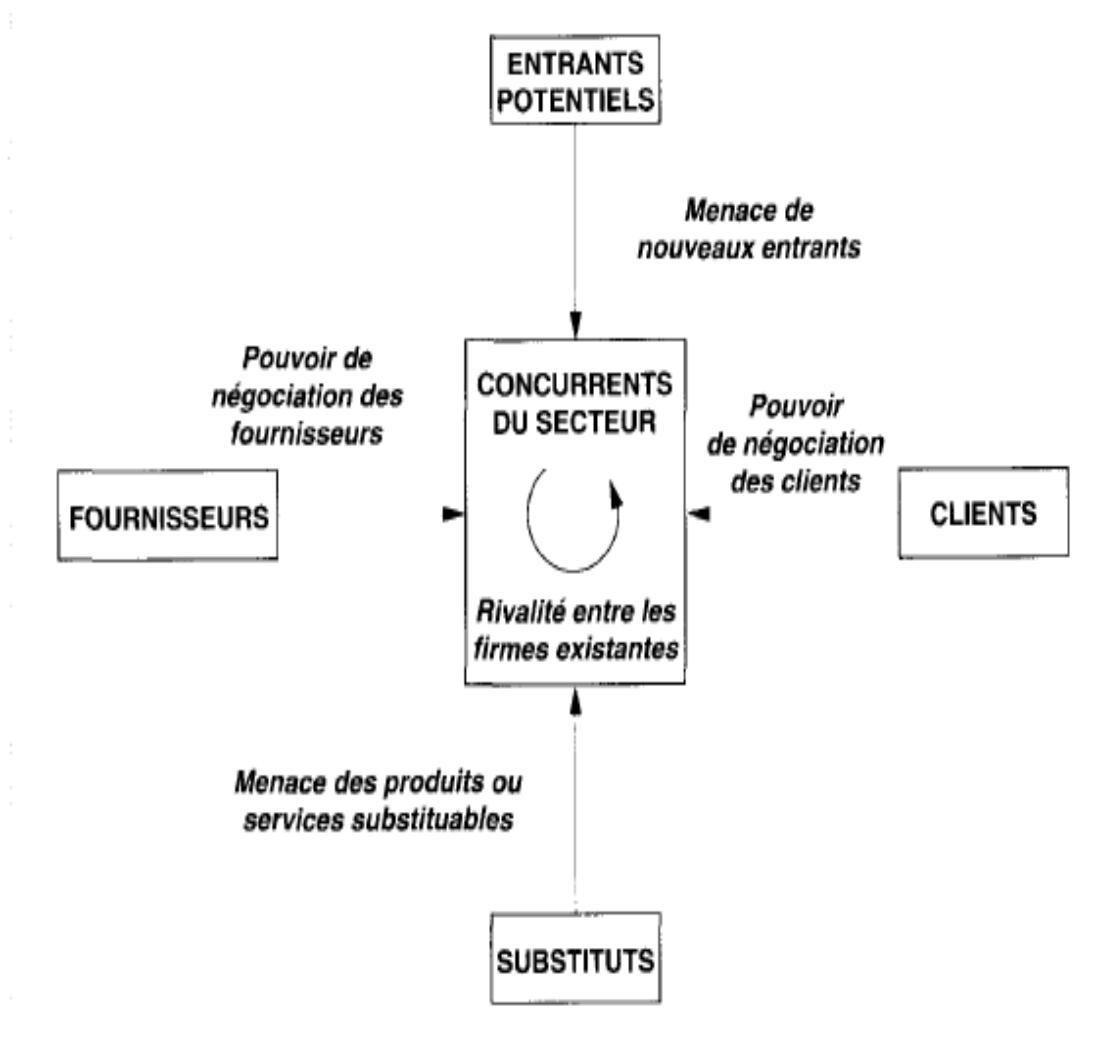 ENTRANTS
POTENTIELS
Menace de
nouveaux entrants
Pouvoir de
négociation des
fournisseurs
CONCURRENTS
DU SECTEUR
Pouvoir
de négociation
des clients
FOURNISSEURS
CLIENTS
Rivalité entre les
firmes existantes
Menace des produits ou
services substituables
SUBSTITUTS